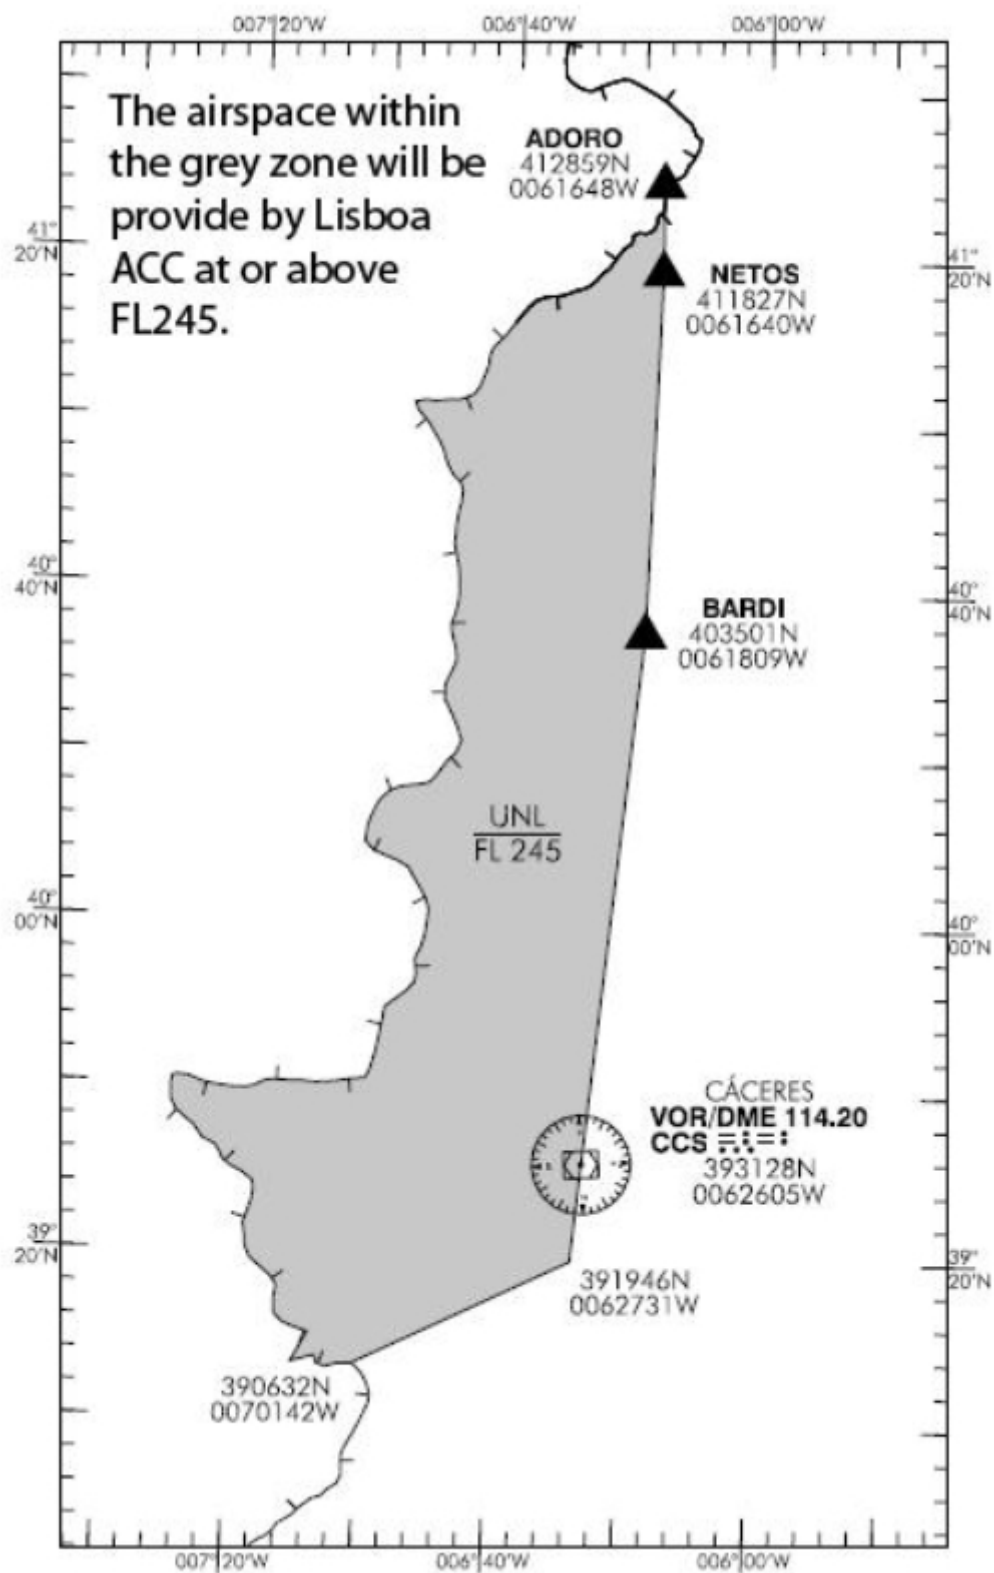 007°20'W 006°40'W 006°00'W
The airspace within
the grey zone will be
provide by Lisboa
ACC at or above
FL245.
ADORO
412859N
0061648W
41°
20'N
41°
20'N
NETOS
411827N
0061640W
40°
40'N
40°
40'N
BARDI
403501N
0061809W
UNL
FL 245
40°
00'N
40°
00'N
CÁCERES
VOR/DME 114.20
CCS
393128N
0062605W
39°
20'N
39°
20'N
391946N
0062731W
390632N
0070142W
007°20'W 006°40'W 006°00'W